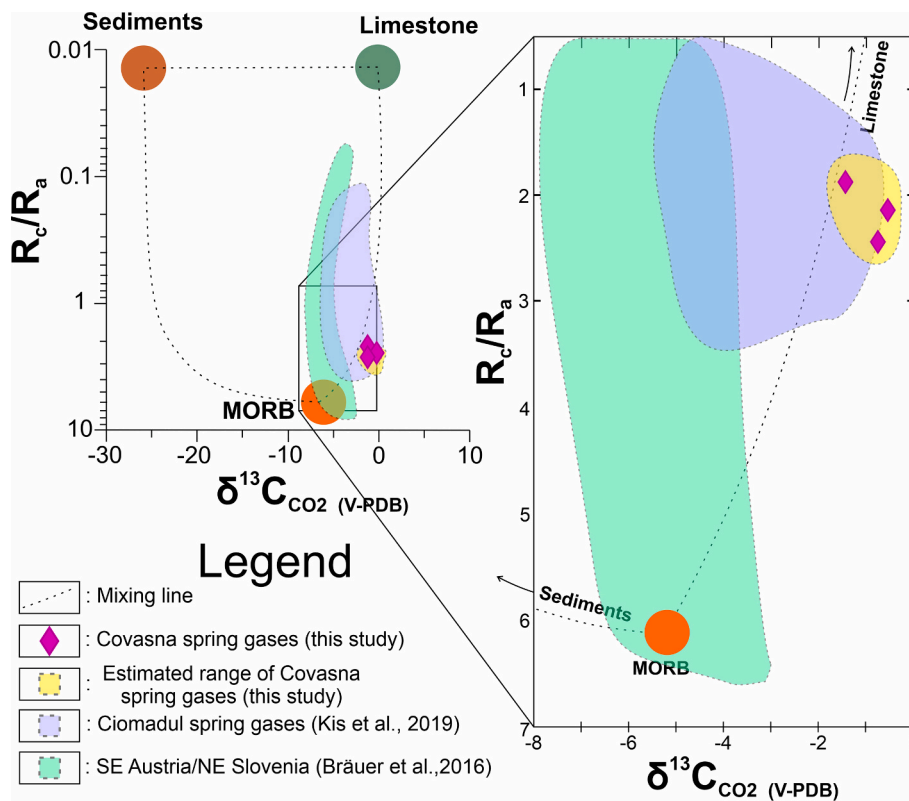 Sediments
Limestone
0.01
0.1
1
10
Rc/Ra
MORB
-30
-20
-10
0
10
δ13CCO2 (V-PDB)
1
2
3
4
5
6
7
Rc/Ra
Limestone
Sediments
MORB
-8
-6
-4
-2
δ13CCO2 (V-PDB)
Legend
: Mixing line
: Covasna spring gases (this study)
: Estimated range of Covasna
spring gases (this study)
: Ciomadul spring gases (Kis et al., 2019)
: SE Austria/NE Slovenia (Bräuer et al.,2016)